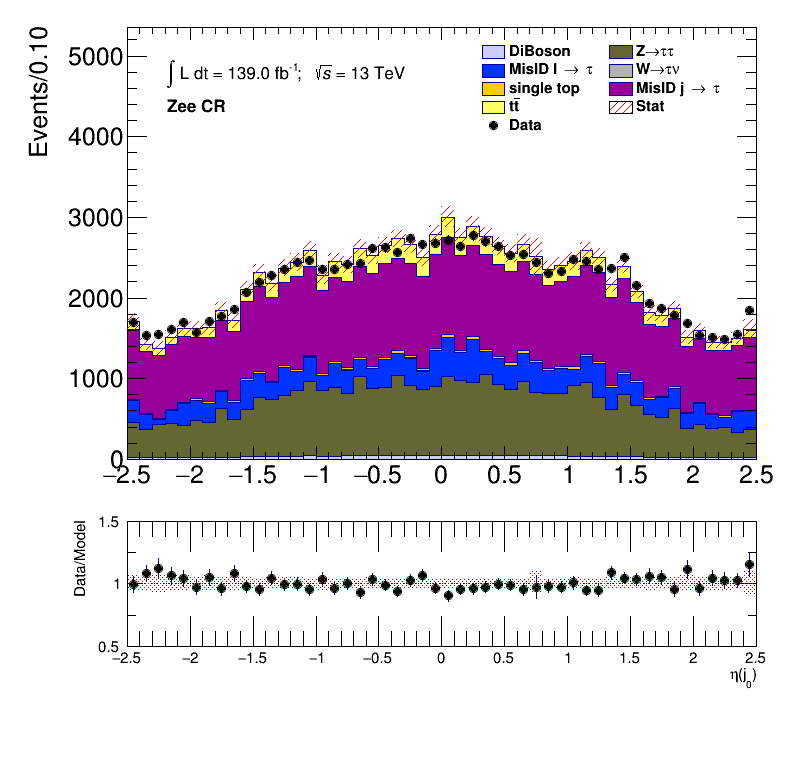 Events/0.10
5000
4000
3000
2000
1000
0
∫ L dt = 139.0 fb⁻¹; √s = 13 TeV
Zee CR
DiBoson
MisID l → τ
single top
tt̅
Data
Z→ττ
W→τν
MisID j → τ
Stat
−2.5 −2 −1.5 −1 −0.5 0 0.5 1 1.5 2 2.5
Data/Model
1.5
1
0.5
−2.5 −2 −1.5 −1 −0.5 0 0.5 1 1.5 2 2.5
η(j₀)